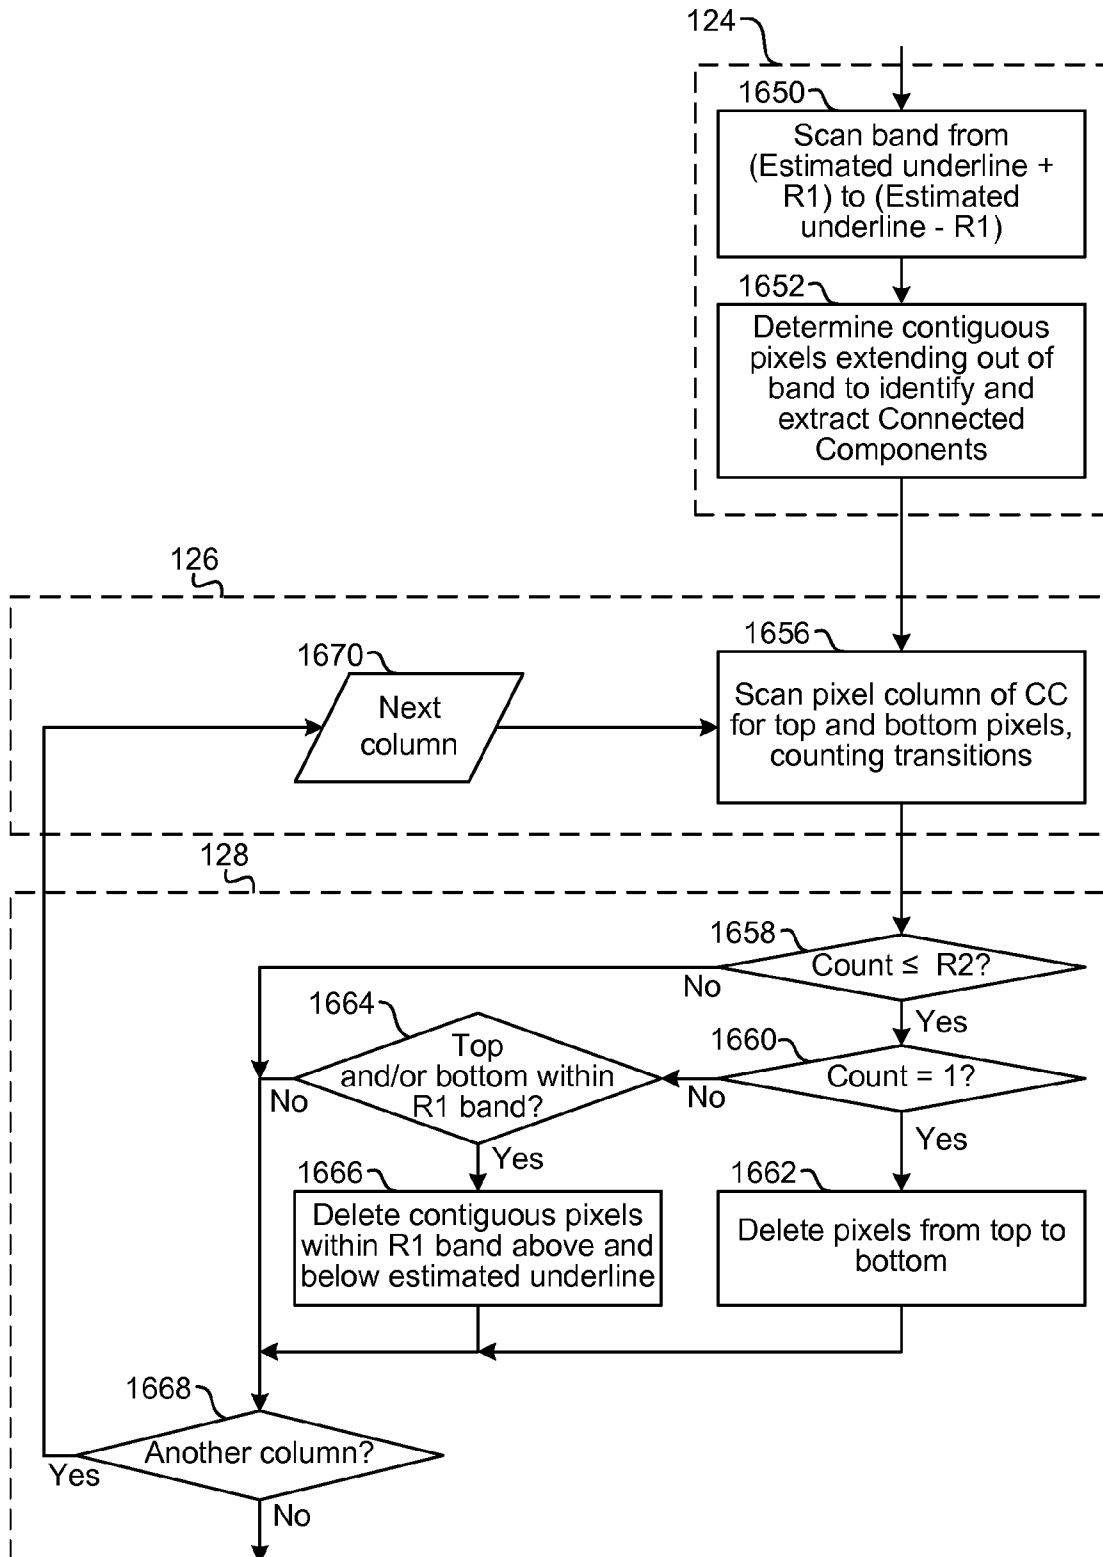 124
1650
Scan band from
(Estimated underline +
R1) to (Estimated
underline - R1)
1652
Determine contiguous
pixels extending out of
band to identify and
extract Connected
Components
126
1670
Next
column
1656
Scan pixel column of CC
for top and bottom pixels,
counting transitions
128
1658
Count ≤ R2?
No
Yes
1664
Top
and/or bottom within
R1 band?
No
Yes
1660
Count = 1?
No
Yes
1666
Delete contiguous pixels
within R1 band above and
below estimated underline
1662
Delete pixels from top to
bottom
1668
Another column?
Yes
No